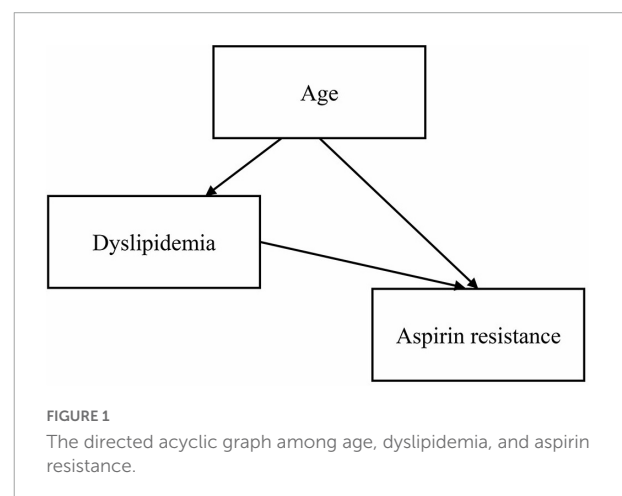 Age
Dyslipidemia
Aspirin resistance
FIGURE 1
The directed acyclic graph among age, dyslipidemia, and aspirin
resistance.